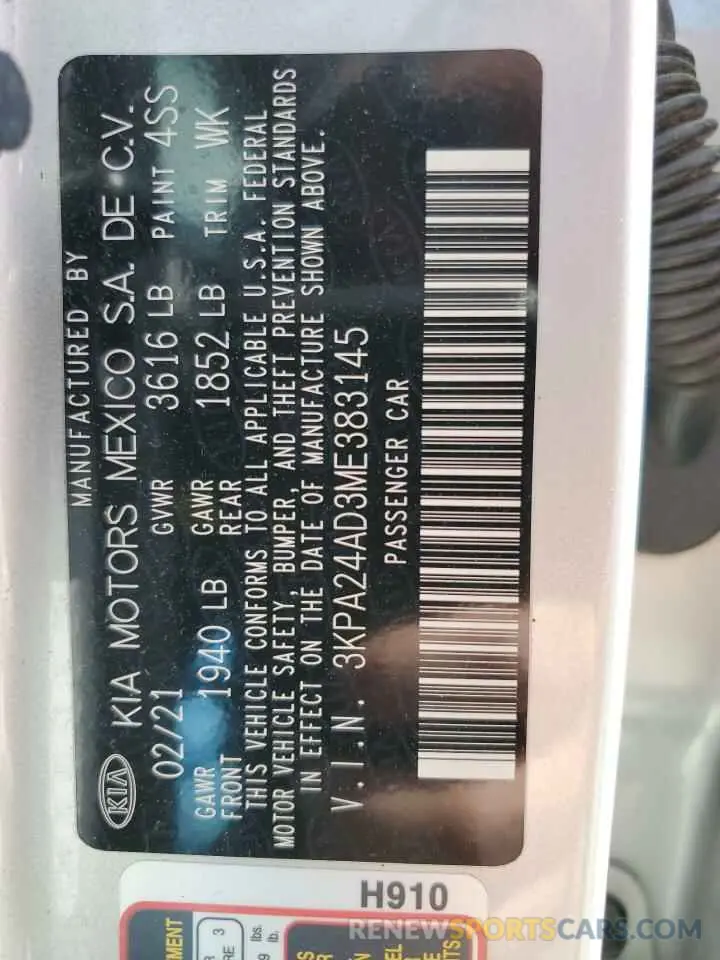 MANUFACTURED BY
KIA KIA MOTORS MEXICO S.A. DE C.V.
02/21 GVWR 3616 LB PAINT 4SS
GAWR FRONT 1940 LB GAWR REAR 1852 LB TRIM WK
THIS VEHICLE CONFORMS TO ALL APPLICABLE U.S.A. FEDERAL
MOTOR VEHICLE SAFETY, BUMPER, AND THEFT PREVENTION STANDARDS
IN EFFECT ON THE DATE OF MANUFACTURE SHOWN ABOVE.
V.I.N. 3KPA24AD3ME383145
PASSENGER CAR
H910
RENEWSPORTSCARS.COM